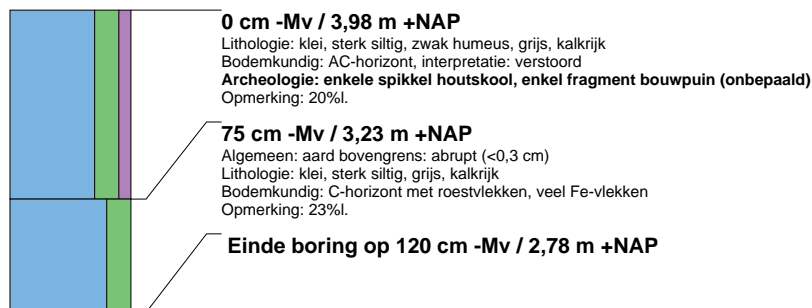 0 cm -Mv / 3,98 m +NAP
Lithologie: klei, sterk siltig, zwak humeus, grijs, kalkrijk
Bodemkundig: AC-horizont, interpretatie: verstoord
Archeologie: enkele spikkel houtskool, enkel fragment bouwpuin (onbepaald)
Opmerking: 20%l.
75 cm -Mv / 3,23 m +NAP
Algemeen: aard bovengrens: abrupt (<0,3 cm)
Lithologie: klei, sterk siltig, grijs, kalkrijk
Bodemkundig: C-horizont met roestvlekken, veel Fe-vlekken
Opmerking: 23%l.
Einde boring op 120 cm -Mv / 2,78 m +NAP